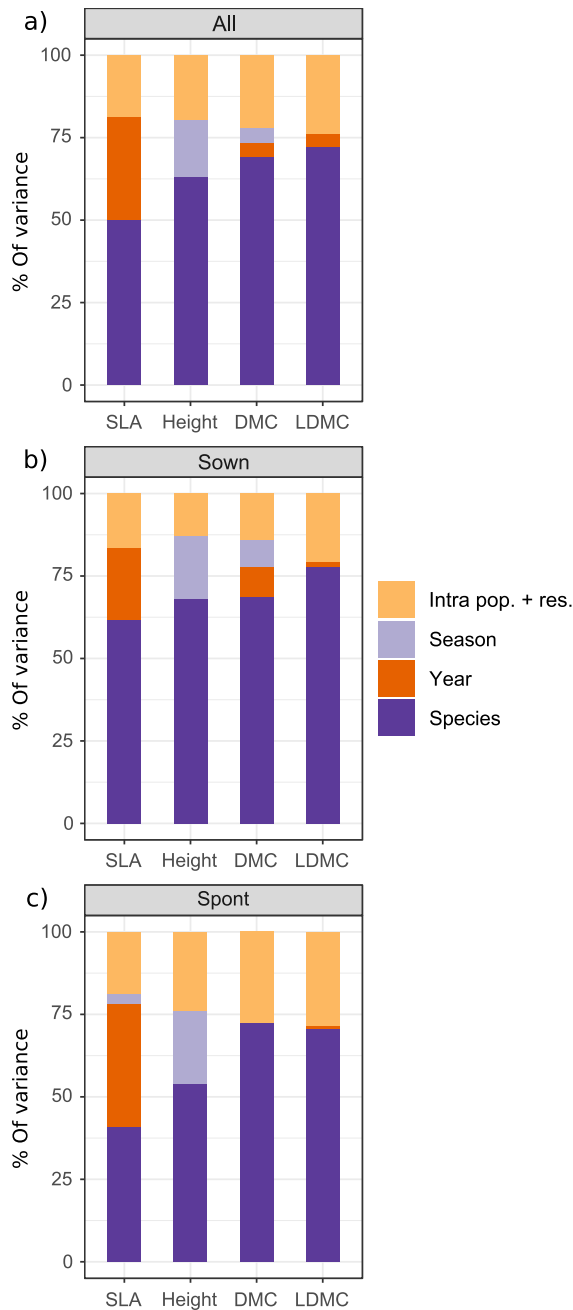 a)
All
100
75
50
25
0
% Of variance
SLA Height DMC LDMC
b)
Sown
100
75
50
25
0
% Of variance
SLA Height DMC LDMC
Intra pop. + res.
Season
Year
Species
c)
Spont
100
75
50
25
0
% Of variance
SLA Height DMC LDMC